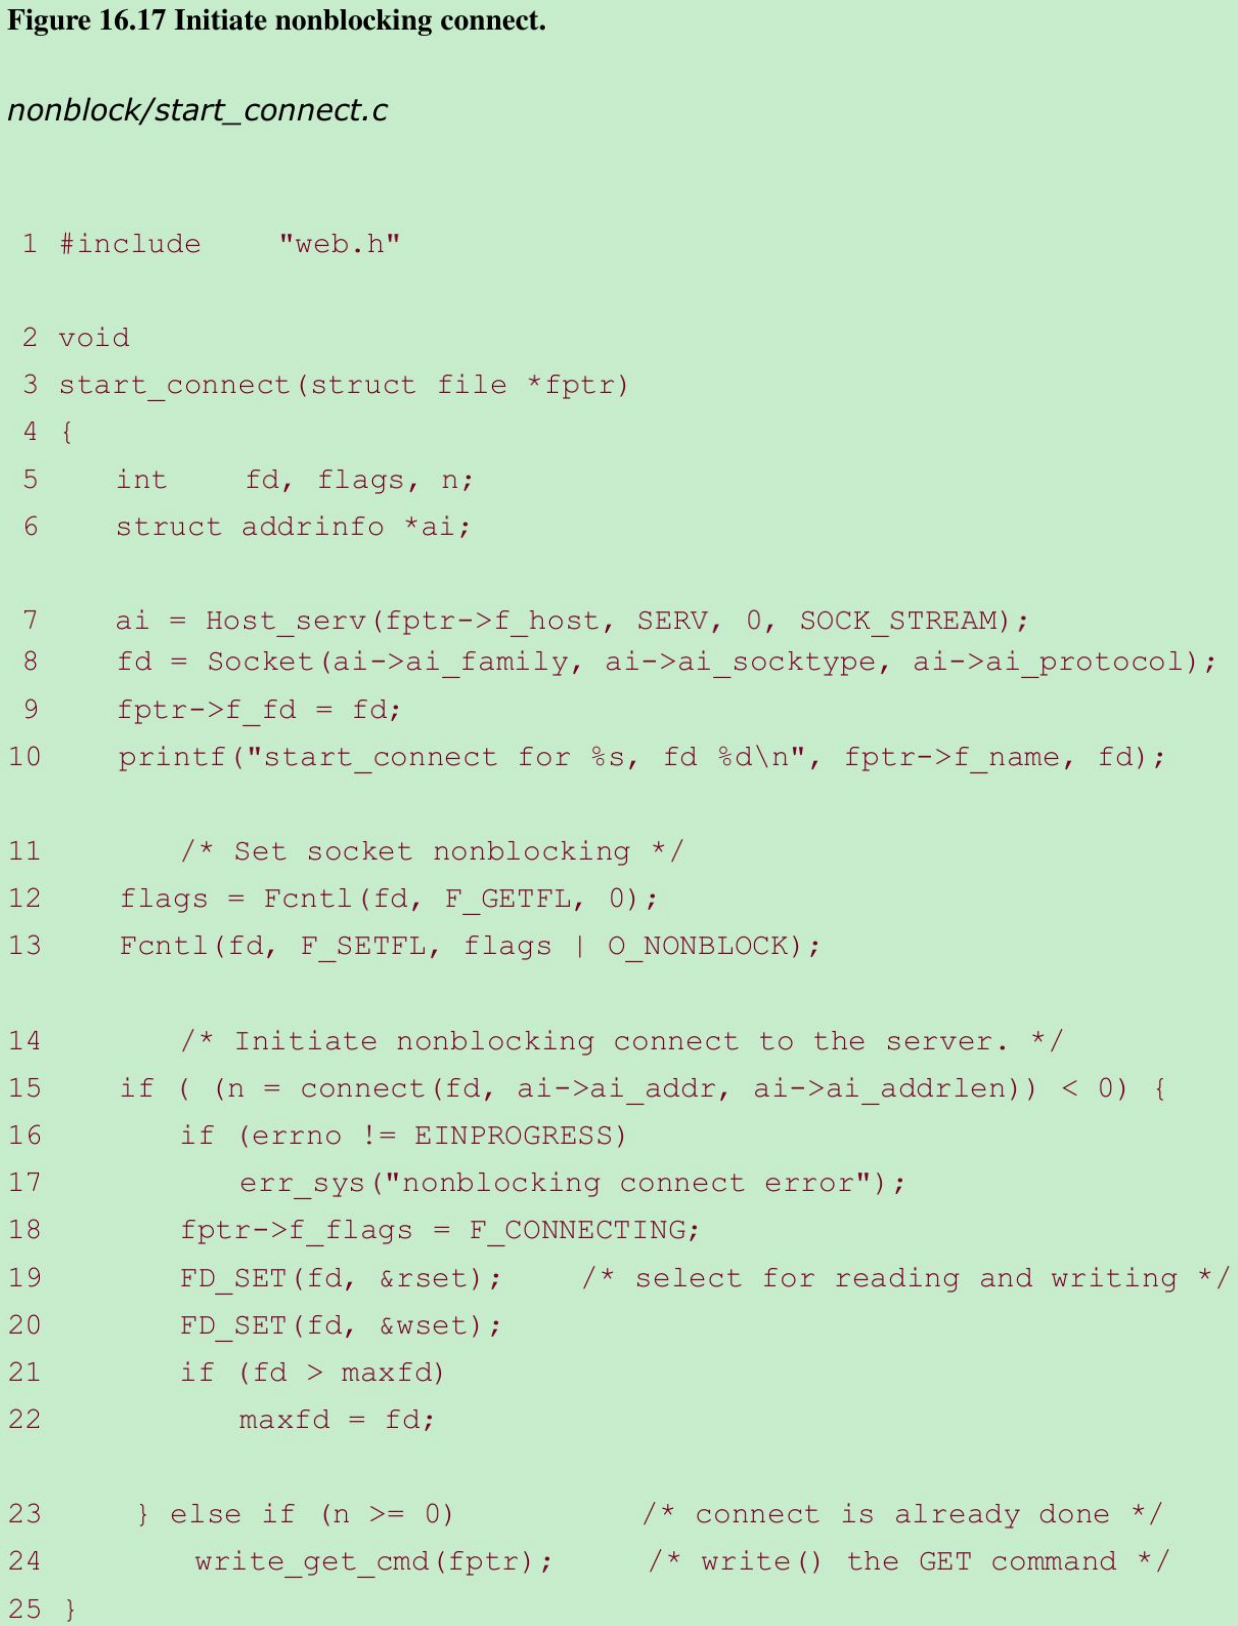 Figure 16.17 Initiate nonblocking connect.
nonblock/start_connect.c
1 #include     "web.h"
2 void
3 start_connect(struct file *fptr)
4 {
5     int     fd, flags, n;
6     struct addrinfo *ai;
7     ai = Host_serv(fptr->f_host, SERV, 0, SOCK_STREAM);
8     fd = Socket(ai->ai_family, ai->ai_socktype, ai->ai_protocol);
9     fptr->f_fd = fd;
10     printf("start_connect for %s, fd %d\n", fptr->f_name, fd);
11         /* Set socket nonblocking */
12     flags = Fcntl(fd, F_GETFL, 0);
13     Fcntl(fd, F_SETFL, flags | O_NONBLOCK);
14         /* Initiate nonblocking connect to the server. */
15     if ( (n = connect(fd, ai->ai_addr, ai->ai_addrlen)) < 0) {
16         if (errno != EINPROGRESS)
17             err_sys("nonblocking connect error");
18         fptr->f_flags = F_CONNECTING;
19         FD_SET(fd, &rset);     /* select for reading and writing */
20         FD_SET(fd, &wset);
21         if (fd > maxfd)
22             maxfd = fd;
23      } else if (n >= 0)           /* connect is already done */
24          write_get_cmd(fptr);      /* write() the GET command */
25 }